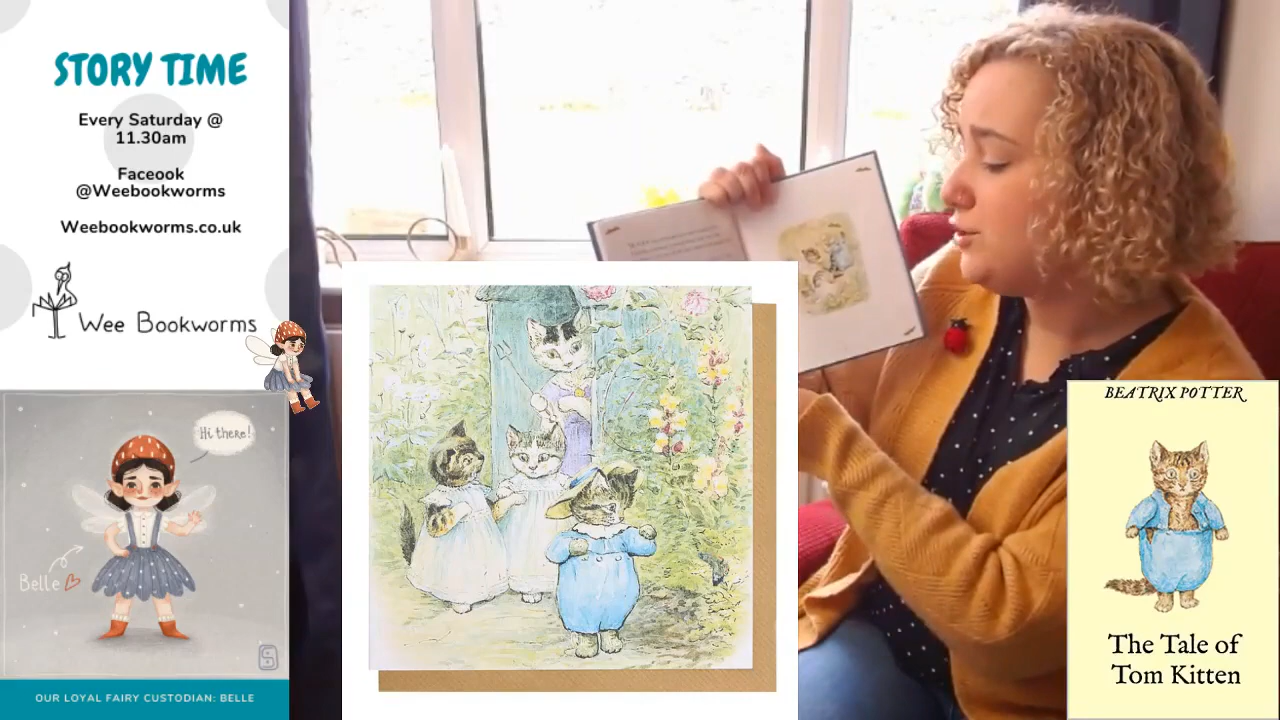 STORY TIME
Every Saturday @
11.30am
Faceook
@Weebookworms
Weebookworms.co.uk
Wee Bookworms
Hi there!
Belle
OUR LOYAL FAIRY CUSTODIAN: BELLE
BEATRIX POTTER
The Tale of
Tom Kitten